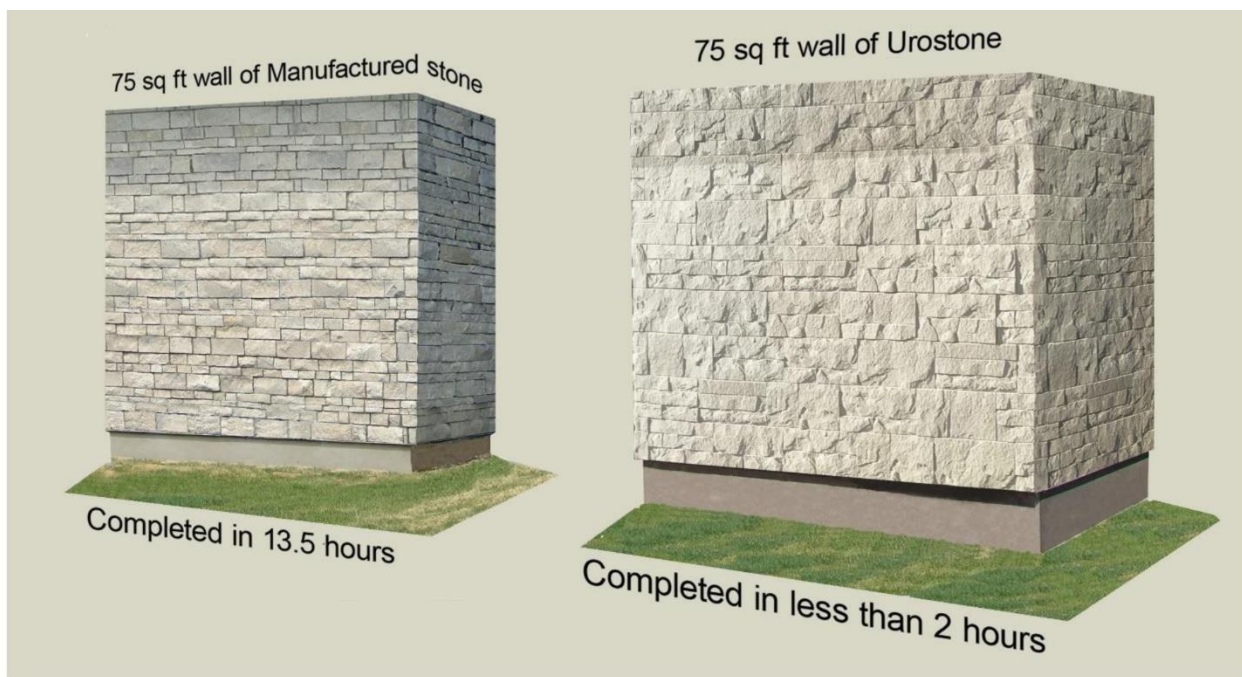 75 sq ft wall of Manufactured stone
Completed in 13.5 hours
75 sq ft wall of Urostone
Completed in less than 2 hours